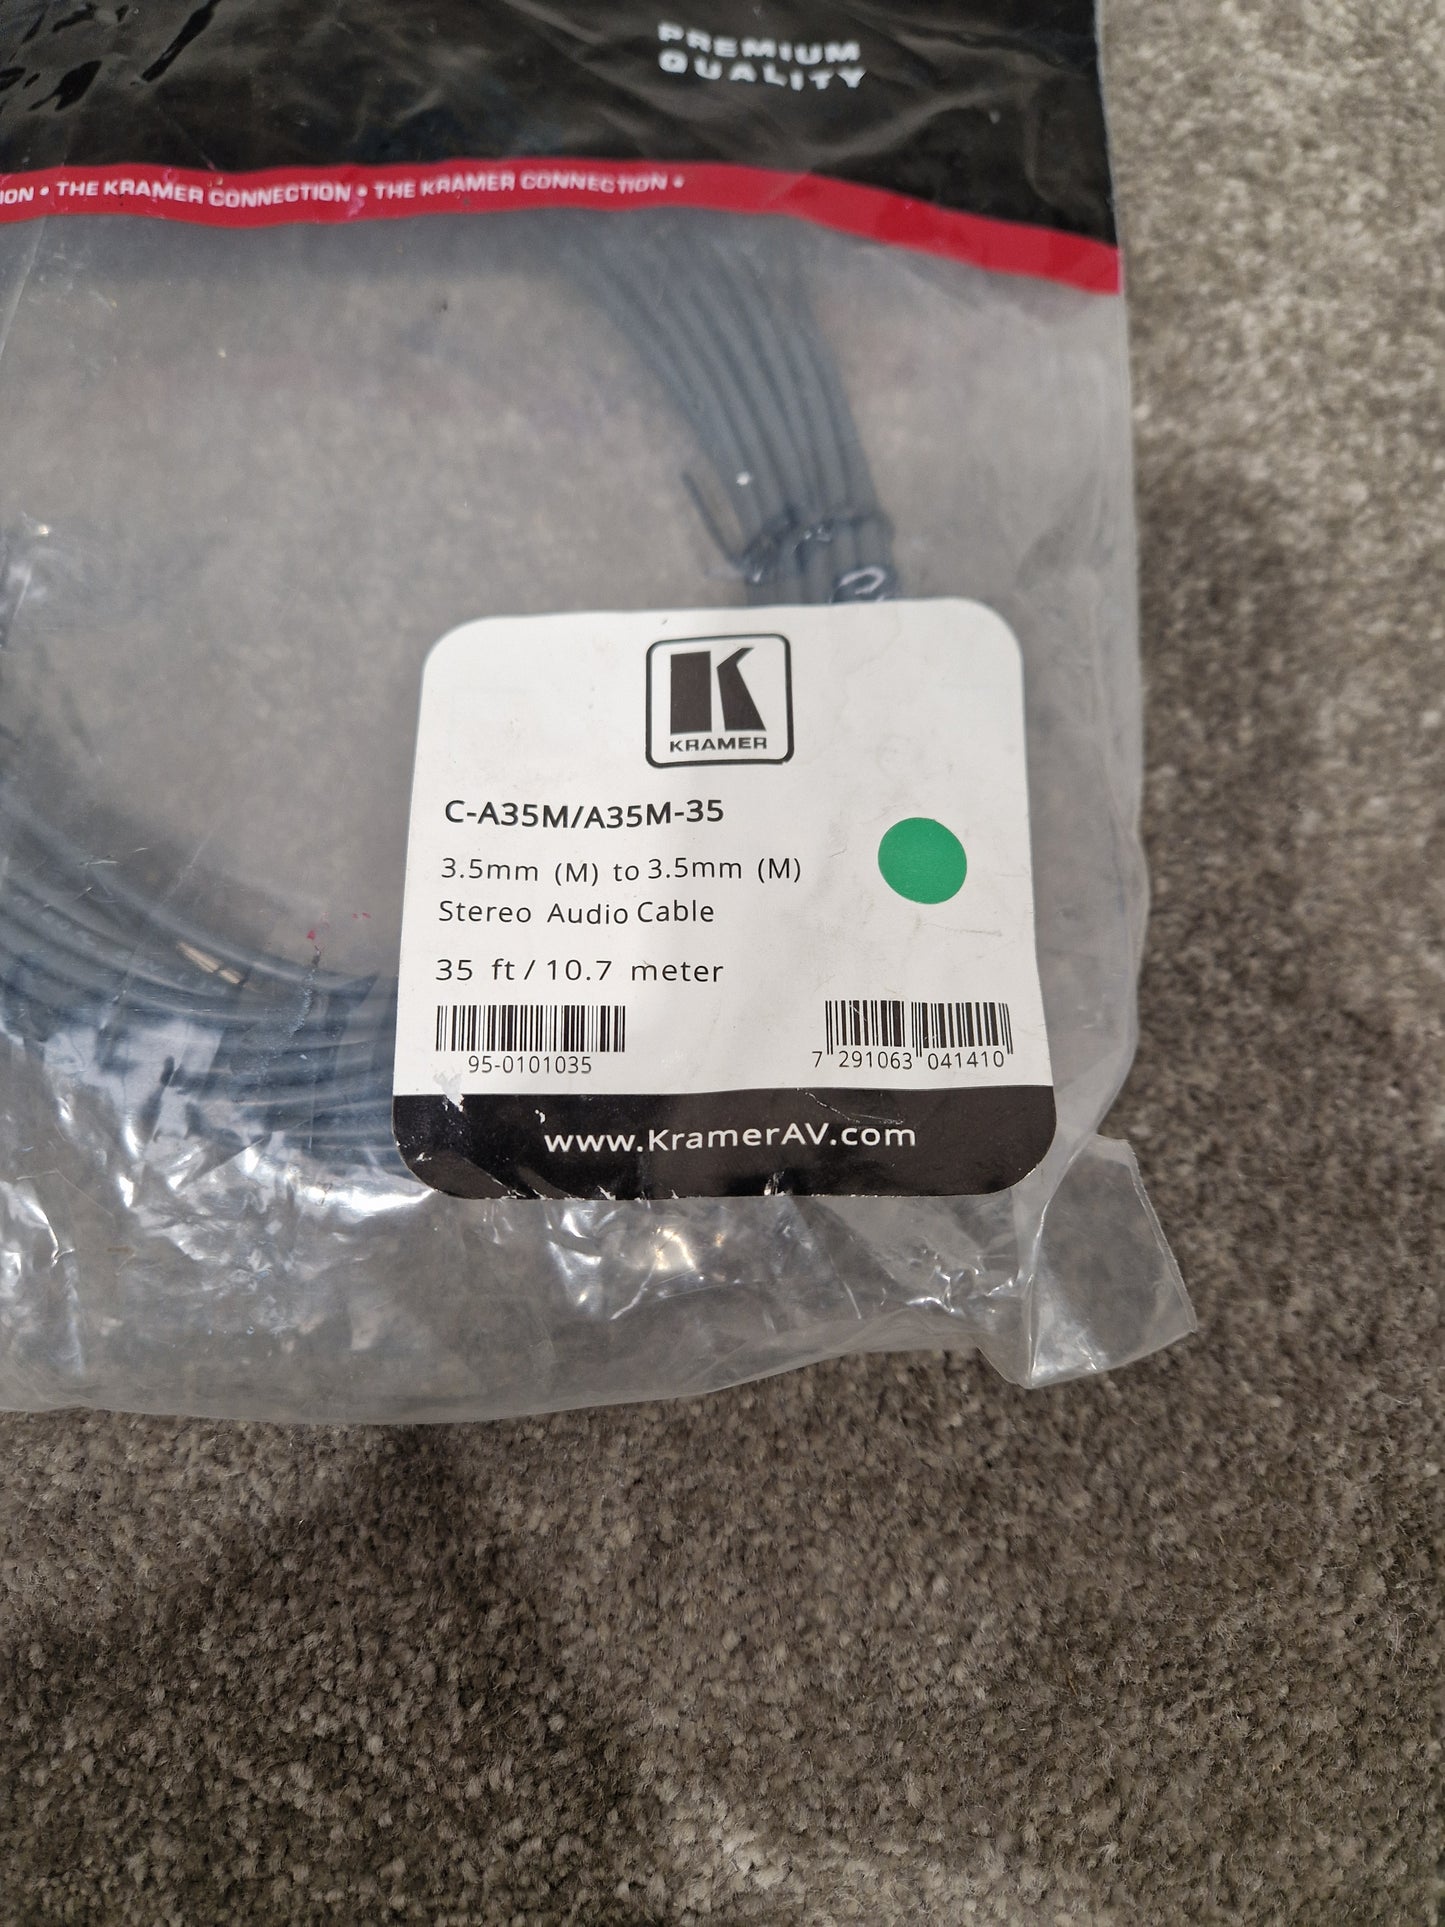 PREMIUM
QUALITY
ION • THE KRAMER CONNECTION • THE KRAMER CONNECTION •
K
KRAMER
C-A35M/A35M-35
3.5mm (M) to 3.5mm (M)
Stereo Audio Cable
35 ft / 10.7 meter
95-0101035
7 291063 041410
www.KramerAV.com